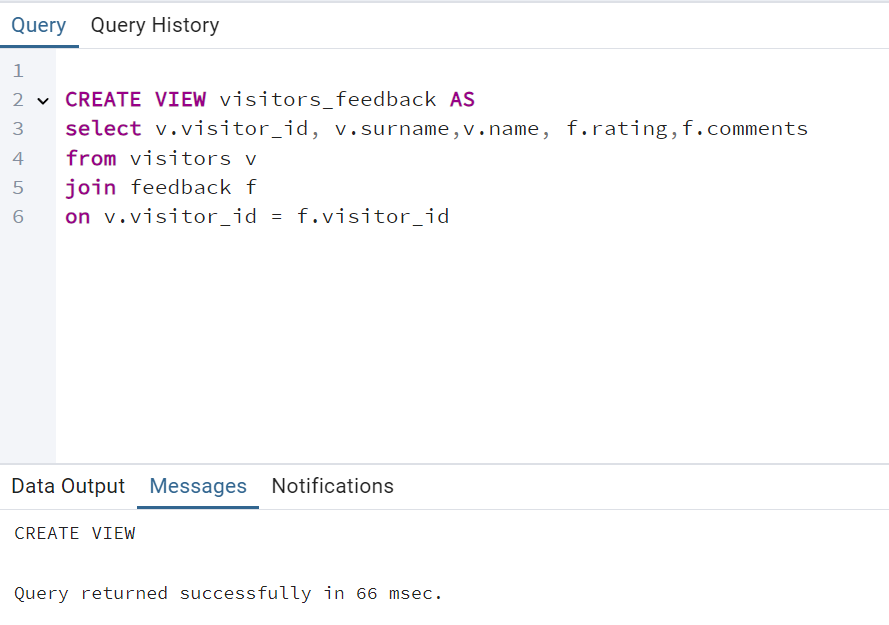 Query Query History
1
2 CREATE VIEW visitors_feedback AS
3 select v.visitor_id, v.surname,v.name, f.rating,f.comments
4 from visitors v
5 join feedback f
6 on v.visitor_id = f.visitor_id
Data Output Messages Notifications
CREATE VIEW
Query returned successfully in 66 msec.